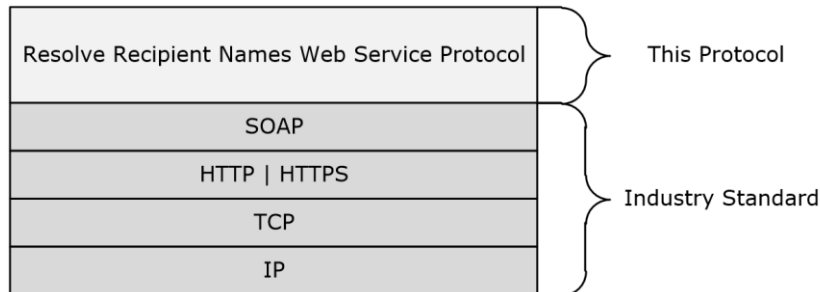 Resolve Recipient Names Web Service Protocol
This Protocol
SOAP
HTTP | HTTPS
TCP
IP
Industry Standard